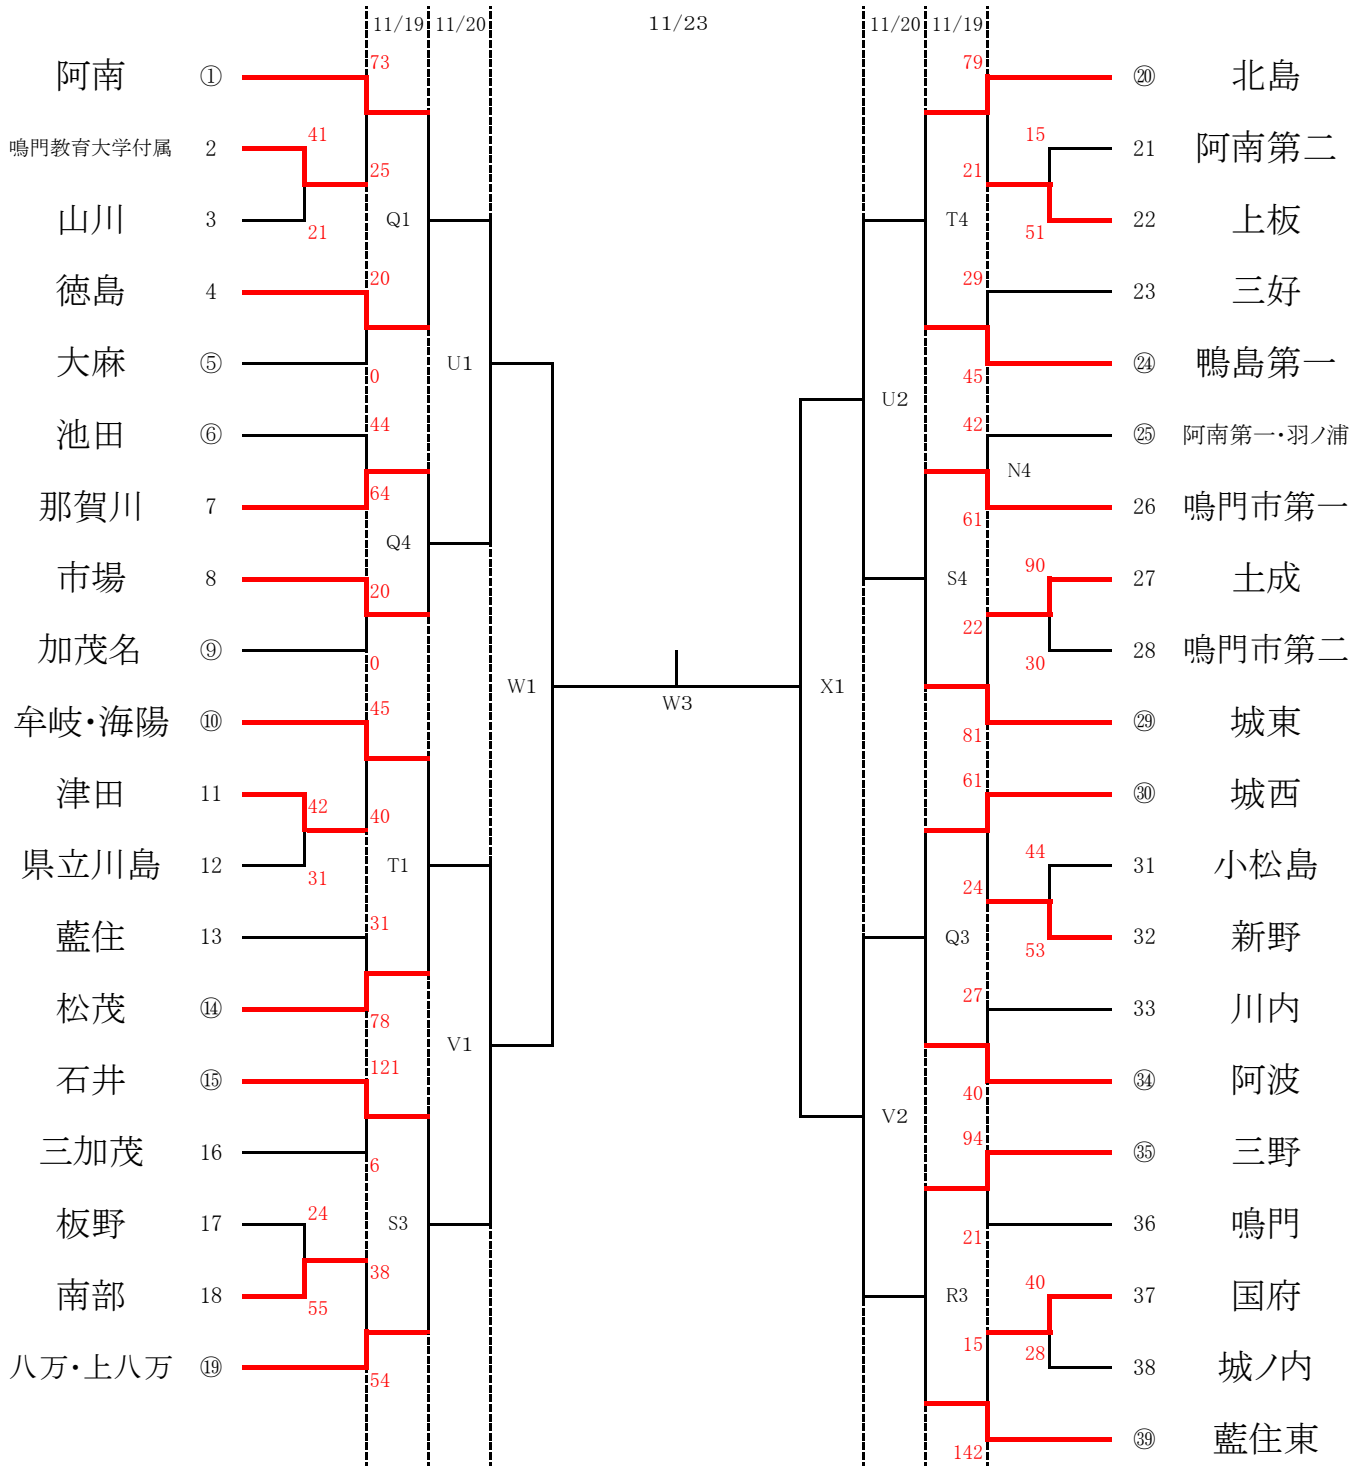 11/19 11/20 11/23 11/20 11/19
73 79
阿南 ① ⑳ 北島
41 15
鳴門教育大学付属 2 21 阿南第二
25 21
山川 3 Q1 T4 22 上板
21 51
20 29
徳島 4 23 三好
大麻 ⑤ U1 ㉔ 鴨島第一
0 45
44 U2 42
池田 ⑥ ㉕ 阿南第一・羽ノ浦
N4
64
那賀川 7 26 鳴門市第一
61
Q4
90
市場 8 S4 27 土成
20
22
加茂名 ⑨ 28 鳴門市第二
0 30
W1 W3 X1
45
牟岐・海陽 ⑩ ㉙ 城東
81
61
津田 11 ㉚ 城西
42 40
44
県立川島 12 T1 31 小松島
31 24
31
藍住 13 Q3 32 新野
53
27
松茂 ⑭ 33 川内
78
V1
121
石井 ⑮ ㉞ 阿波
40
V2
94
三加茂 16 ㉟ 三野
6
24
板野 17 S3 36 鳴門
21
38 40
南部 18 R3 37 国府
55
15 28
八万・上八万 ⑲ 38 城ノ内
54
142 ㊴ 藍住東